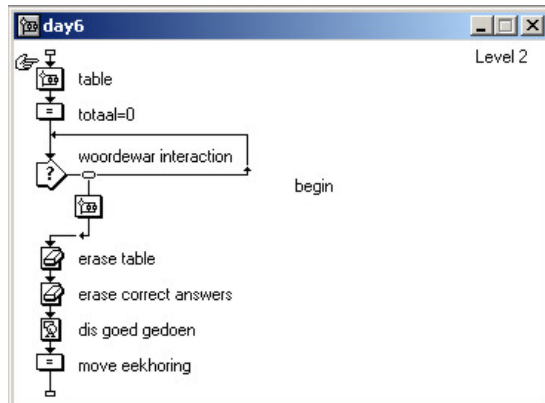 day6
Level 2
table
=
totaal=0
woordewar interaction
?
begin
erase table
erase correct answers
dis goed gedoen
=
move eekhoring